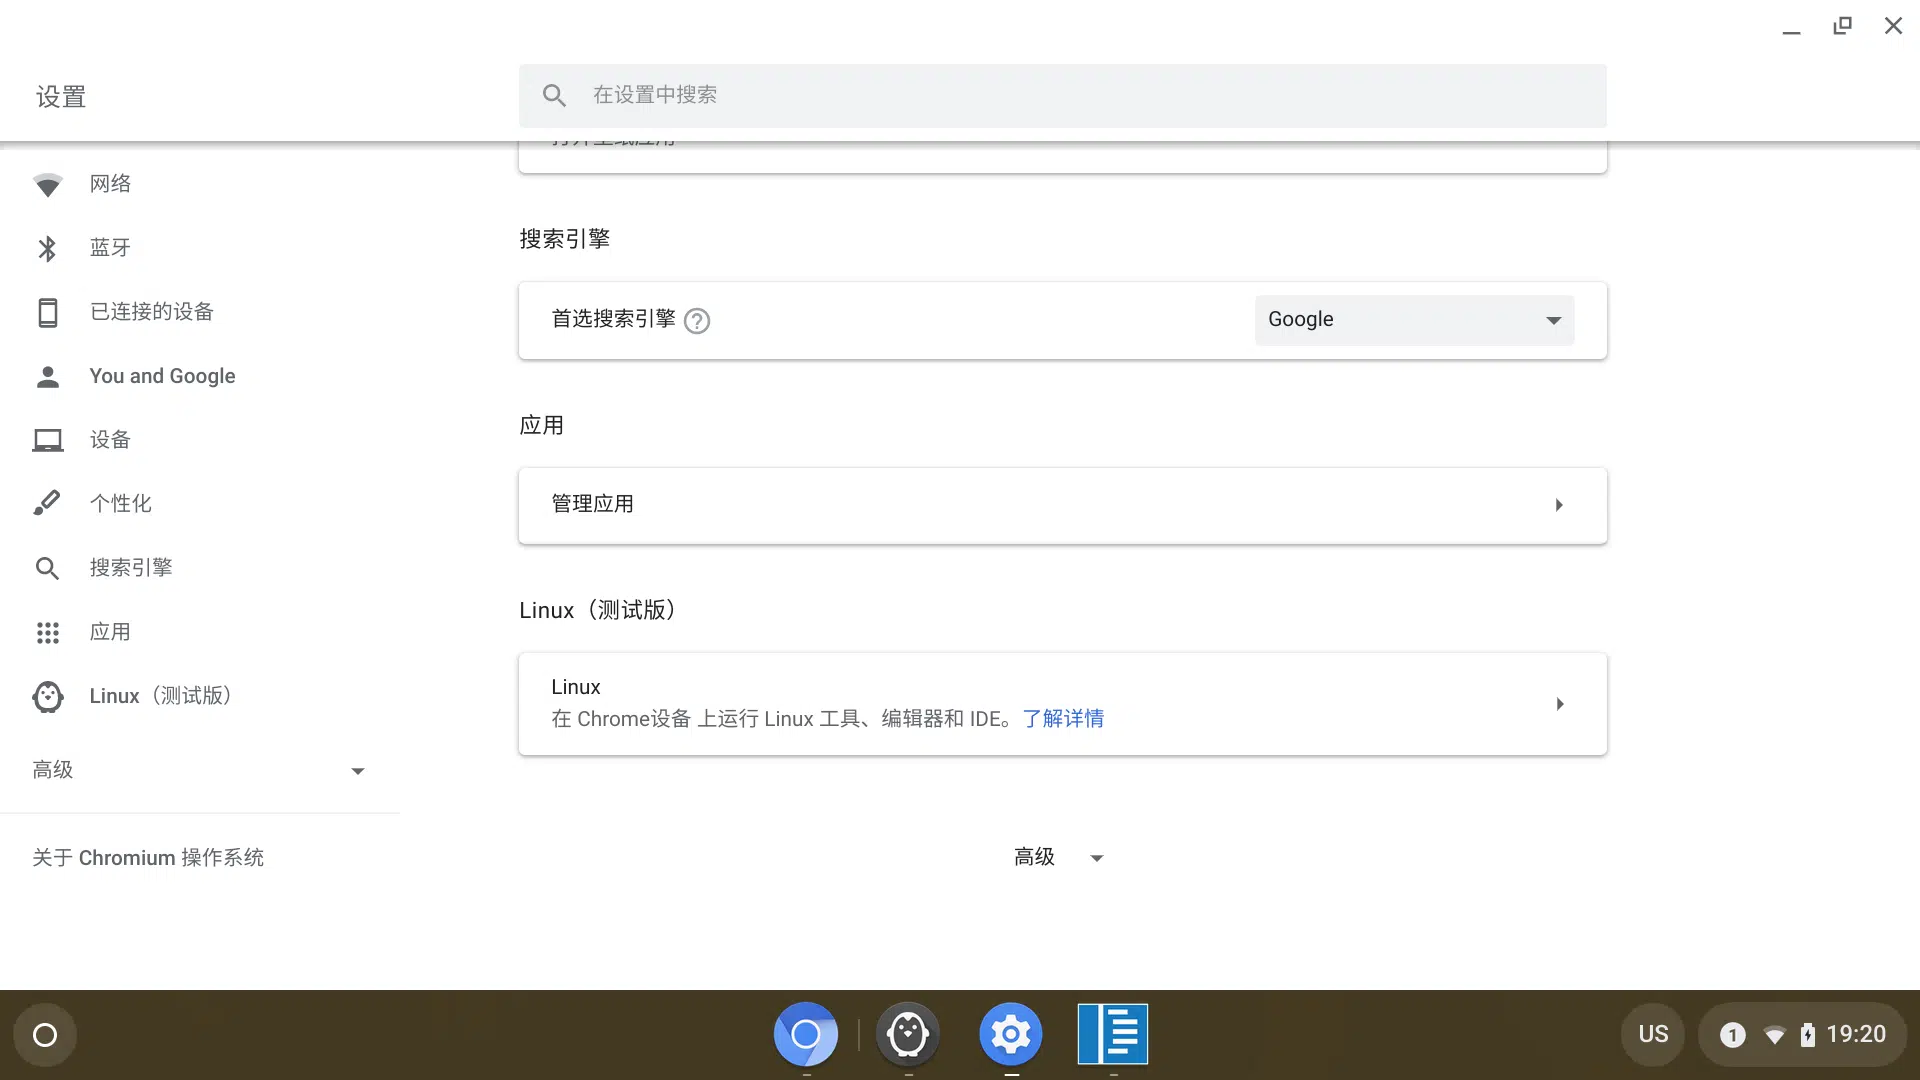 设置
在设置中搜索
网络
蓝牙
已连接的设备
You and Google
设备
个性化
搜索引擎
应用
Linux（测试版）
高级
关于 Chromium 操作系统
搜索引擎
首选搜索引擎
Google
应用
管理应用
Linux（测试版）
Linux
在 Chrome设备 上运行 Linux 工具、编辑器和 IDE。了解详情
高级
US
1
19:20